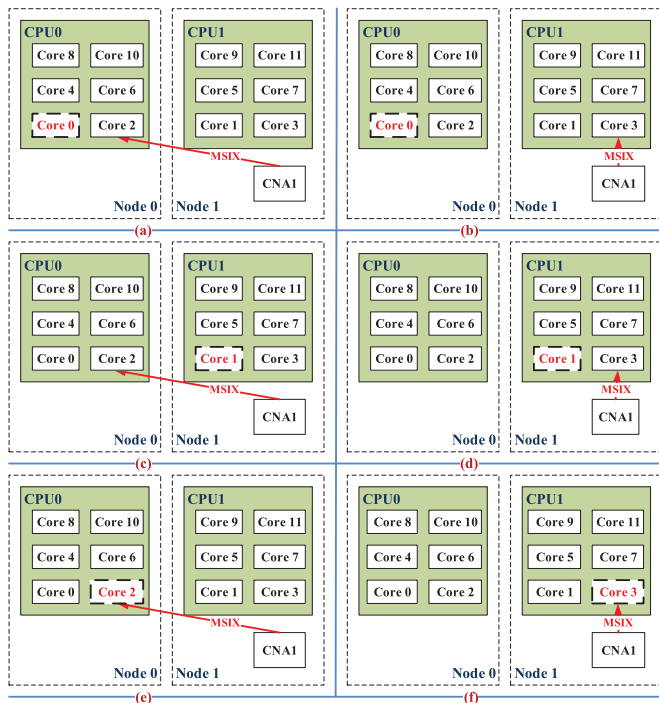 CPU0
CPU1
Core 8 Core 10
Core 9 Core 11
Core 4 Core 6
Core 5 Core 7
Core 0 Core 2
Core 1 Core 3
MSIX
CNA1
Node 0
Node 1
(a)
CPU0
CPU1
Core 8 Core 10
Core 9 Core 11
Core 4 Core 6
Core 5 Core 7
Core 0 Core 2
Core 1 Core 3
MSIX
CNA1
Node 0
Node 1
(b)
CPU0
CPU1
Core 8 Core 10
Core 9 Core 11
Core 4 Core 6
Core 5 Core 7
Core 0 Core 2
Core 1 Core 3
MSIX
CNA1
Node 0
Node 1
(c)
CPU0
CPU1
Core 8 Core 10
Core 9 Core 11
Core 4 Core 6
Core 5 Core 7
Core 0 Core 2
Core 1 Core 3
MSIX
CNA1
Node 0
Node 1
(d)
CPU0
CPU1
Core 8 Core 10
Core 9 Core 11
Core 4 Core 6
Core 5 Core 7
Core 0 Core 2
Core 1 Core 3
MSIX
CNA1
Node 0
Node 1
(e)
CPU0
CPU1
Core 8 Core 10
Core 9 Core 11
Core 4 Core 6
Core 5 Core 7
Core 0 Core 2
Core 1 Core 3
MSIX
CNA1
Node 0
Node 1
(f)